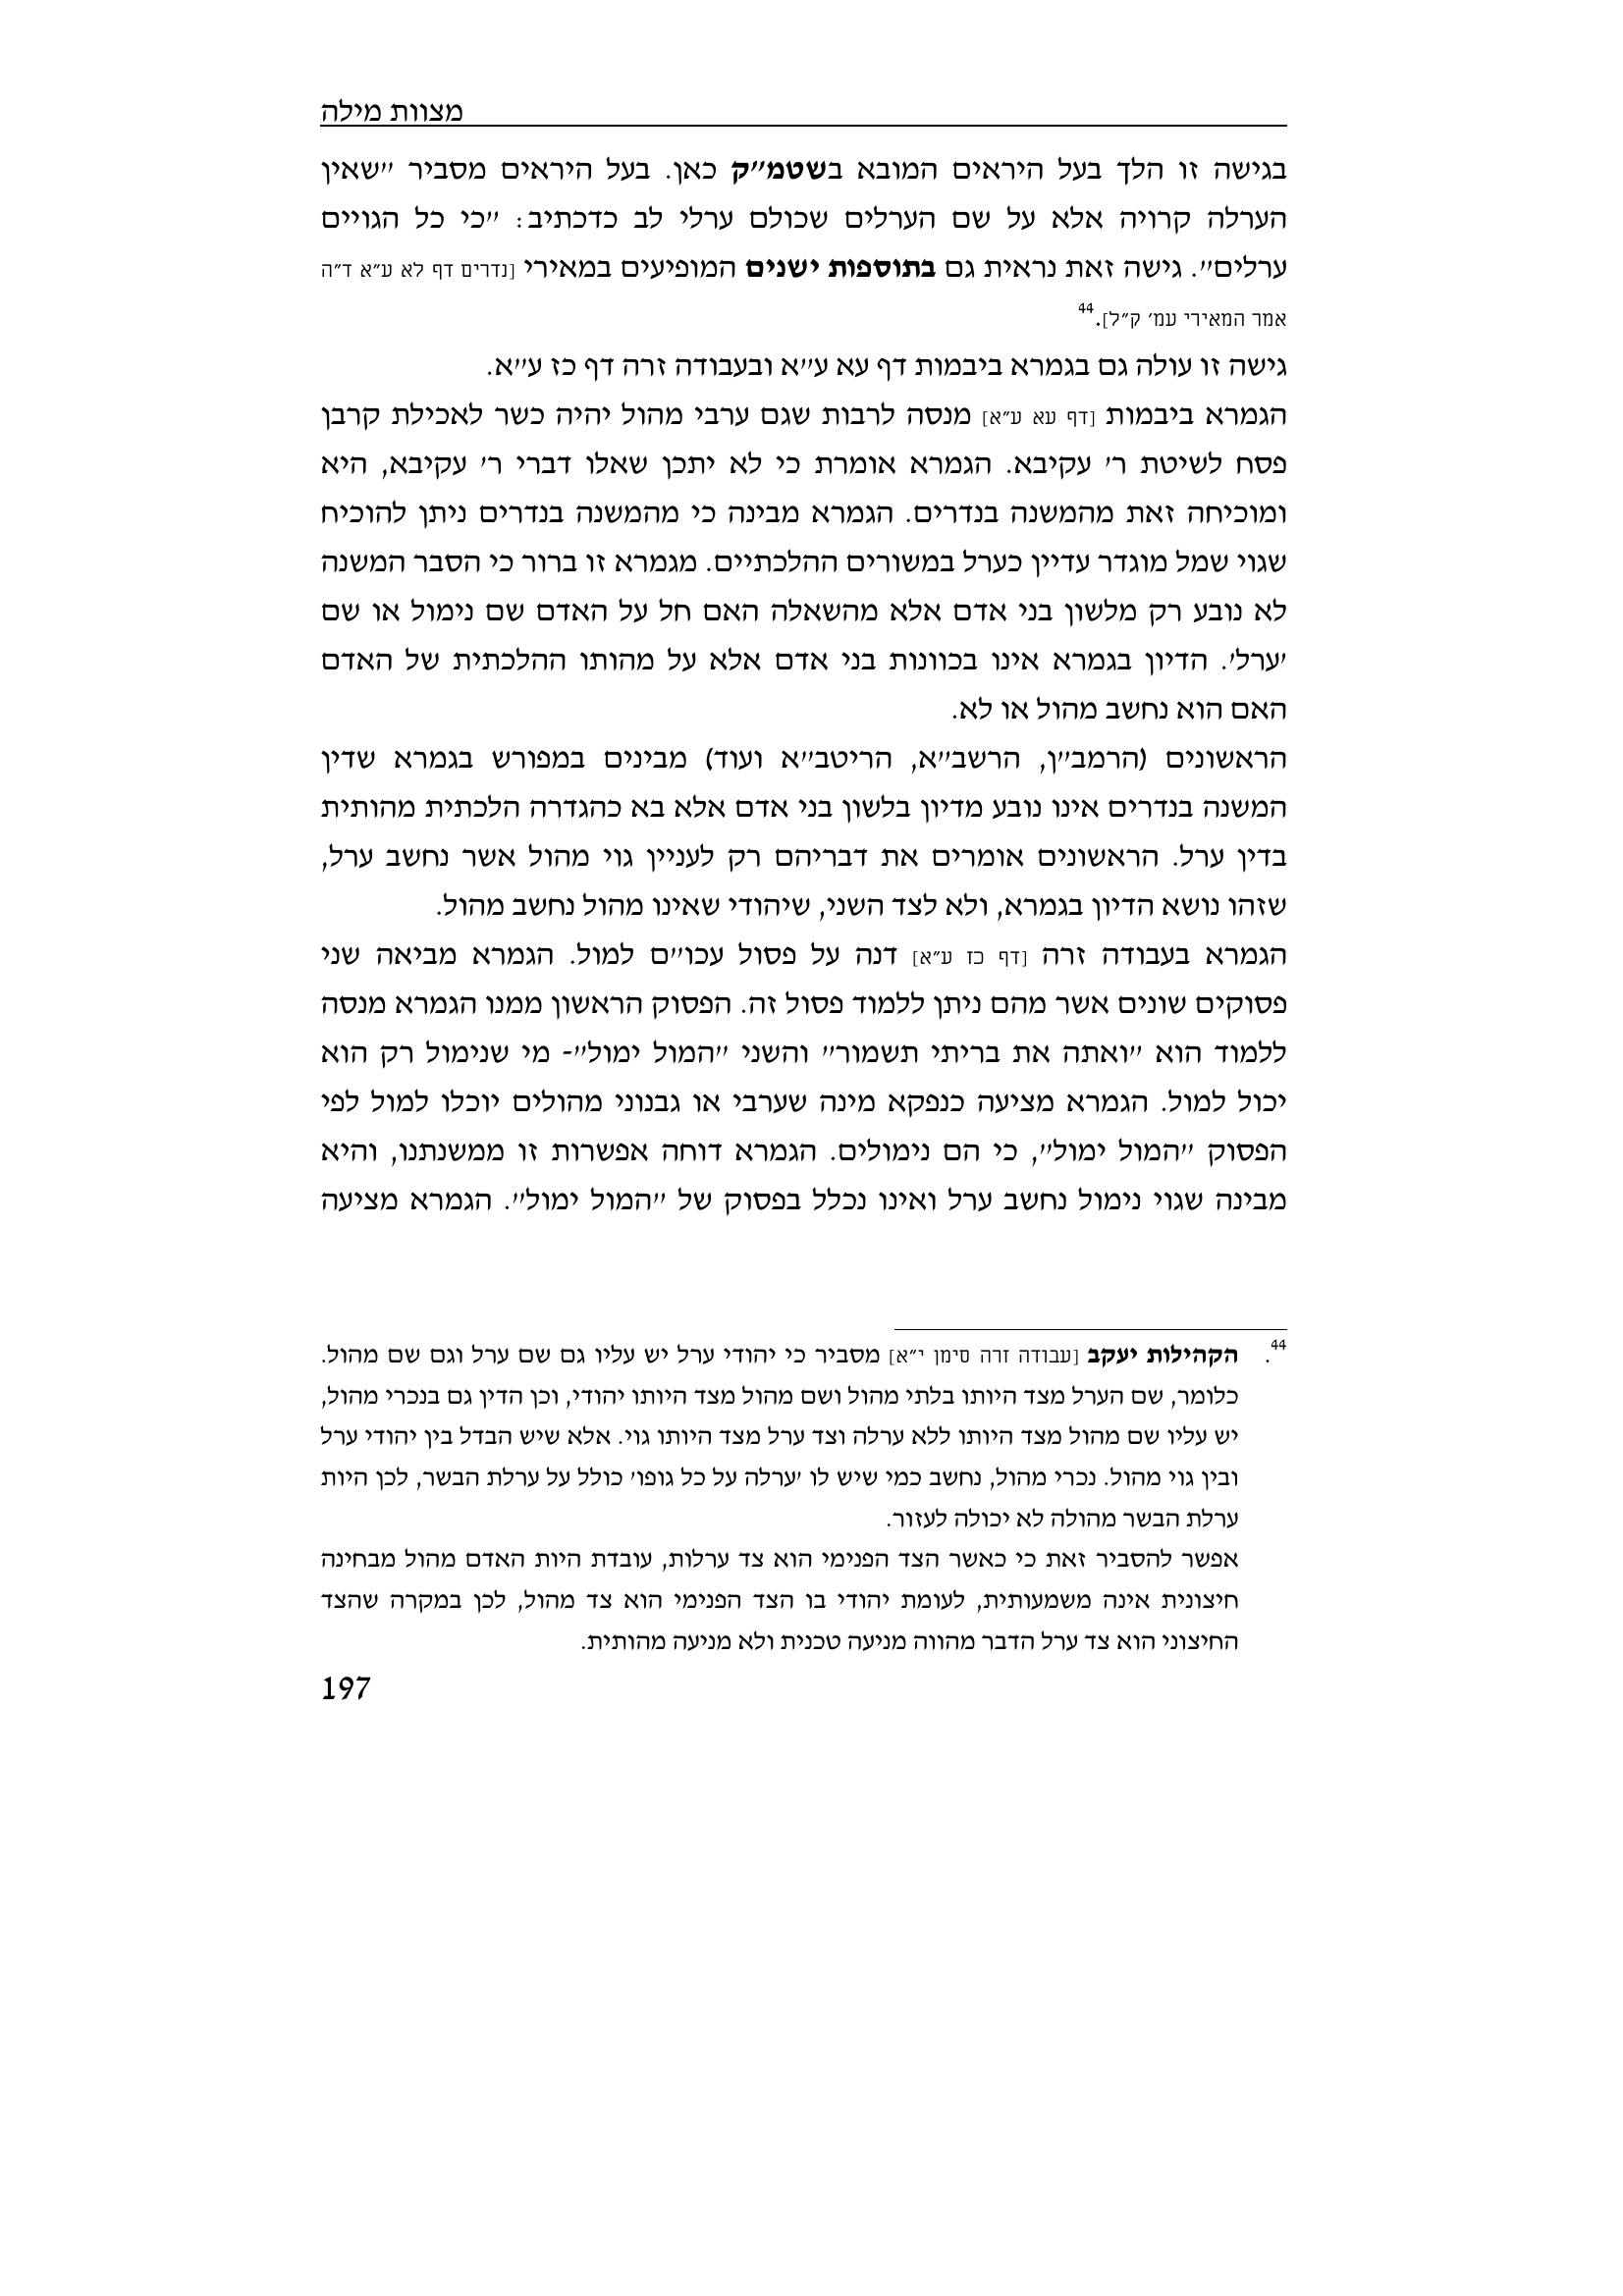 מצוות מילה
בגישה זו הלך בעל היראים המובא בשטמ״ק כאן. בעל היראים מסביר ״שאין
הערלה קרויה אלא על שם הערלים שכולם ערלי לב כדכתיב: ״כי כל הגויים
ערלים״. גישה זאת נראית גם בתוספות ישנים המופיעים במאירי [נדרים דף לא ע״א ד״ה
אמר המאירי עמ׳ ק״ל].44
גישה זו עולה גם בגמרא ביבמות דף עא ע״א ובעבודה זרה דף כז ע״א.
הגמרא ביבמות [דף עא ע״א] מנסה לרבות שגם ערבי מהול יהיה כשר לאכילת קרבן
פסח לשיטת ר׳ עקיבא. הגמרא אומרת כי לא יתכן שאלו דברי ר׳ עקיבא, היא
ומוכיחה זאת מהמשנה בנדרים. הגמרא מבינה כי מהמשנה בנדרים ניתן להוכיח
שגוי שמל מוגדר עדיין כערל במשורים ההלכתיים. מגמרא זו ברור כי הסבר המשנה
לא נובע רק מלשון בני אדם אלא מהשאלה האם חל על האדם שם נימול או שם
׳ערל׳. הדיון בגמרא אינו בכוונות בני אדם אלא על מהותו ההלכתית של האדם
האם הוא נחשב מהול או לא.
הראשונים (הרמב״ן, הרשב״א, הריטב״א ועוד) מבינים במפורש בגמרא שדין
המשנה בנדרים אינו נובע מדיון בלשון בני אדם אלא בא כהגדרה הלכתית מהותית
בדין ערל. הראשונים אומרים את דבריהם רק לעניין גוי מהול אשר נחשב ערל,
שזהו נושא הדיון בגמרא, ולא לצד השני, שיהודי שאינו מהול נחשב מהול.
הגמרא בעבודה זרה [דף כז ע״א] דנה על פסול עכו״ם למול. הגמרא מביאה שני
פסוקים שונים אשר מהם ניתן ללמוד פסול זה. הפסוק הראשון ממנו הגמרא מנסה
ללמוד הוא ״ואתה את בריתי תשמור״ והשני ״המול ימול״- מי שנימול רק הוא
יכול למול. הגמרא מציעה כנפקא מינה שערבי או גבנוני מהולים יוכלו למול לפי
הפסוק ״המול ימול״, כי הם נימולים. הגמרא דוחה אפשרות זו ממשנתנו, והיא
מבינה שגוי נימול נחשב ערל ואינו נכלל בפסוק של ״המול ימול״. הגמרא מציעה
44. הקהילות יעקב [עבודה זרה סימן י״א] מסביר כי יהודי ערל יש עליו גם שם ערל וגם שם מהול.
כלומר, שם הערל מצד היותו בלתי מהול ושם מהול מצד היותו יהודי, וכן הדין גם בנכרי מהול,
יש עליו שם מהול מצד היותו ללא ערלה וצד ערל מצד היותו גוי. אלא שיש הבדל בין יהודי ערל
ובין גוי מהול. נכרי מהול, נחשב כמי שיש לו ׳ערלה על כל גופו׳ כולל על ערלת הבשר, לכן היות
ערלת הבשר מהולה לא יכולה לעזור.
אפשר להסביר זאת כי כאשר הצד הפנימי הוא צד ערלות, עובדת היות האדם מהול מבחינה
חיצונית אינה משמעותית, לעומת יהודי בו הצד הפנימי הוא צד מהול, לכן במקרה שהצד
החיצוני הוא צד ערל הדבר מהווה מניעה טכנית ולא מניעה מהותית.
197